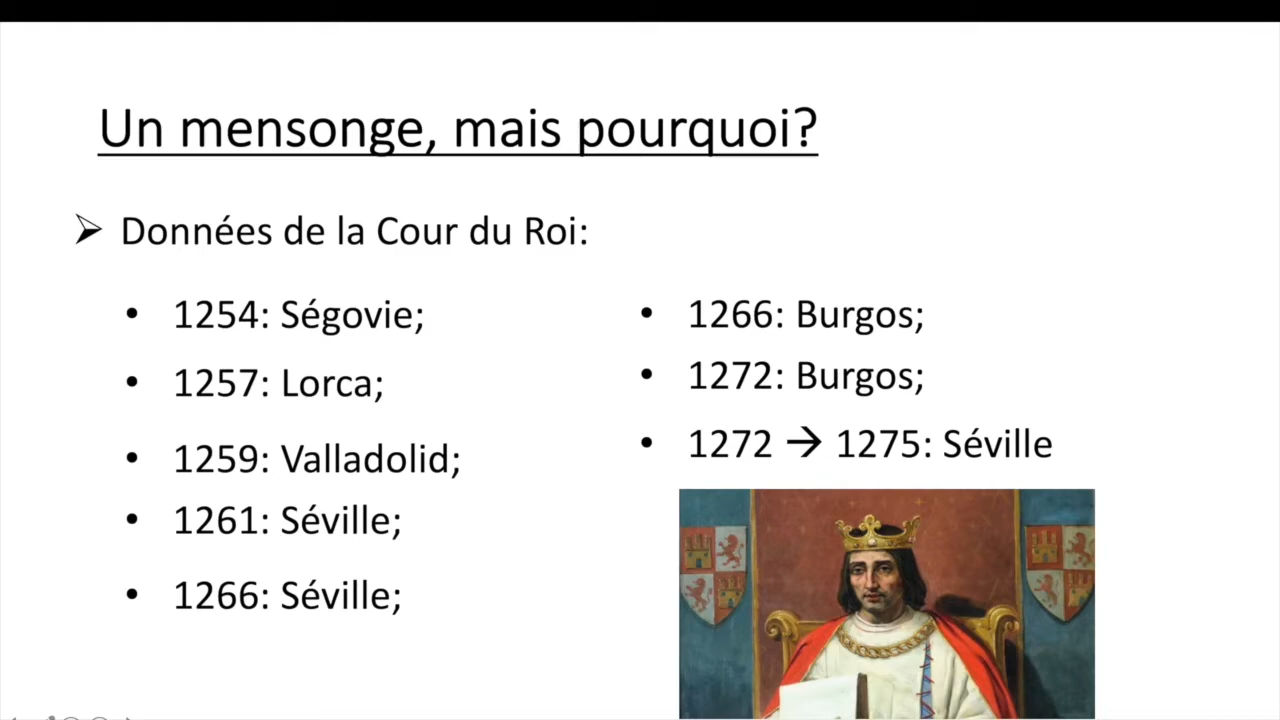 Un mensonge, mais pourquoi?
➢ Données de la Cour du Roi:
• 1254: Ségovie;
• 1257: Lorca;
• 1259: Valladolid;
• 1261: Séville;
• 1266: Séville;
• 1266: Burgos;
• 1272: Burgos;
• 1272 → 1275: Séville